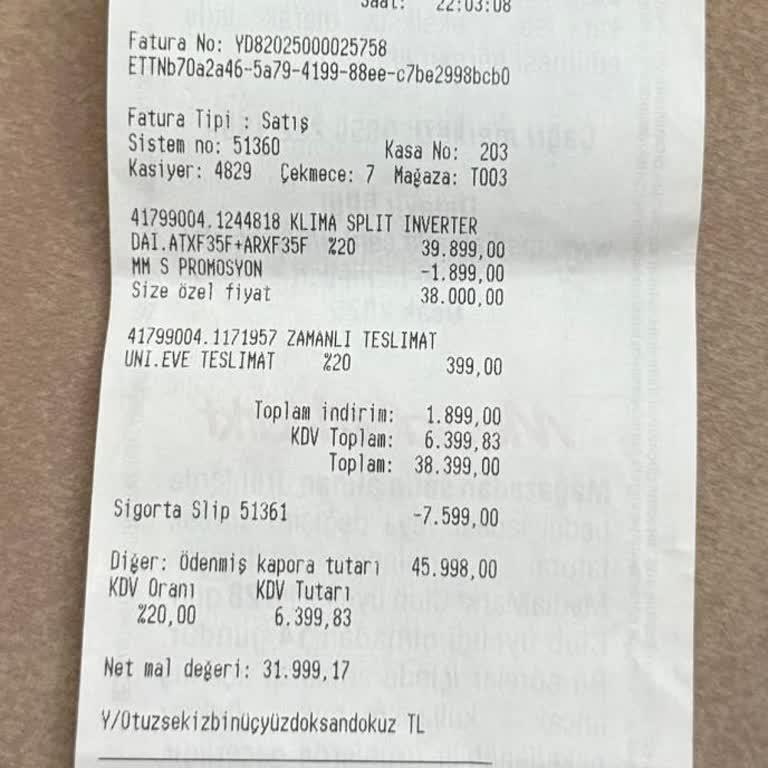 Saat: 22:03:08
Fatura No: YD82025000025758
ETTNb70a2a46-5a79-4199-88ee-c7be2998bcb0
Fatura Tipi : Satış
Sistem no: 51360 Kasa No: 203
Kasiyer: 4829 Çekmece: 7 Mağaza: T003
41799004.1244818 KLIMA SPLIT INVERTER
DAI.ATXF35F+ARXF35F %20 39.899,00
MM S PROMOSYON -1.899,00
Size özel fiyat 38.000,00
41799004.1171957 ZAMANLI TESLIMAT
UNI.EVE TESLIMAT %20 399,00
Toplam indirim: 1.899,00
KDV Toplam: 6.399,83
Toplam: 38.399,00
Sigorta Slip 51361 -7.599,00
Diğer: Ödenmiş kapora tutarı 45.998,00
KDV Oranı KDV Tutarı
%20,00 6.399,83
Net mal değeri: 31.999,17
Y/Otuzsekizbinüçyüzdoksandokuz TL